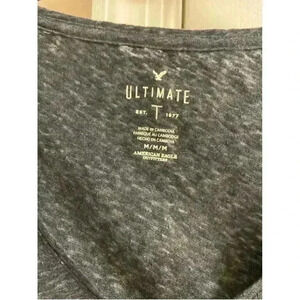 ULTIMATE
EST. T 1977
MADE IN CAMBODIA
FABRIQUÉ AU CAMBODGE
HECHO EN CAMBOYA
M/M/M
AMERICAN EAGLE
OUTFITTERS